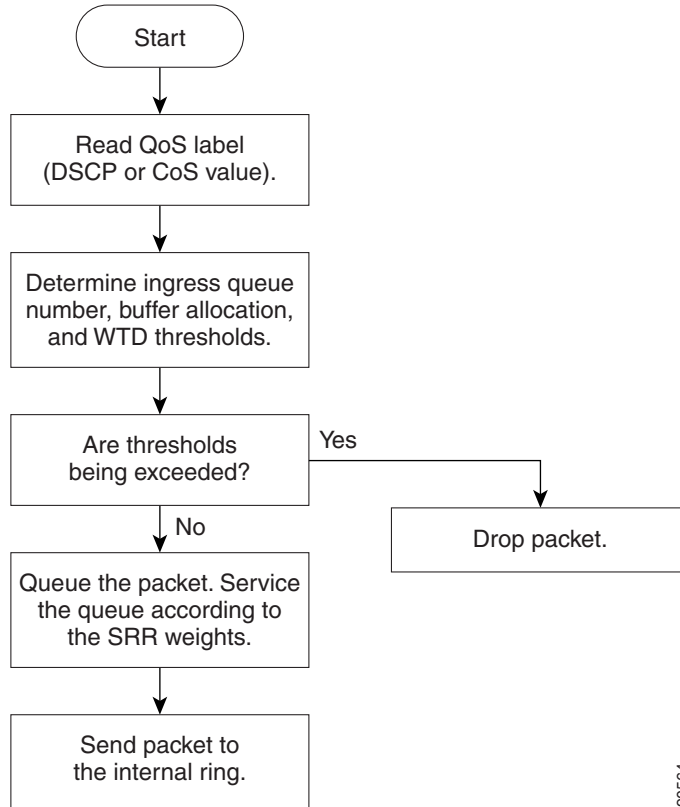 Start
Read QoS label
(DSCP or CoS value).
Determine ingress queue
number, buffer allocation,
and WTD thresholds.
Are thresholds
being exceeded?
Yes
No
Drop packet.
Queue the packet. Service
the queue according to
the SRR weights.
Send packet to
the internal ring.